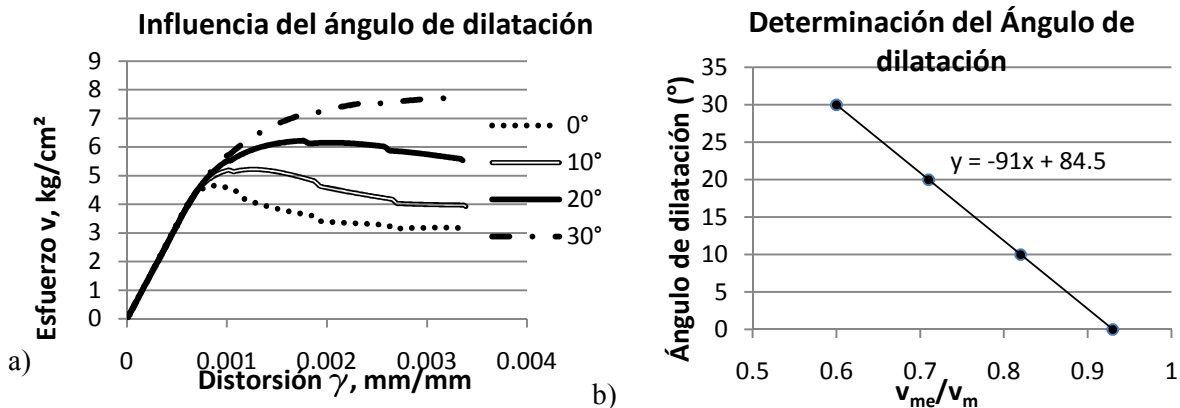 Influencia del ángulo de dilatación
9
8
7
6
5
4
3
2
1
0
Esfuerzo v, kg/cm²
0 0.001 0.002 0.003 0.004
Distorsión γ, mm/mm
0°
10°
20°
30°
a)
Determinación del Ángulo de
dilatación
35
30
25
20
15
10
5
0
Ángulo de dilatación (°)
y = -91x + 84.5
0.5 0.6 0.7 0.8 0.9 1
vme/vm
b)